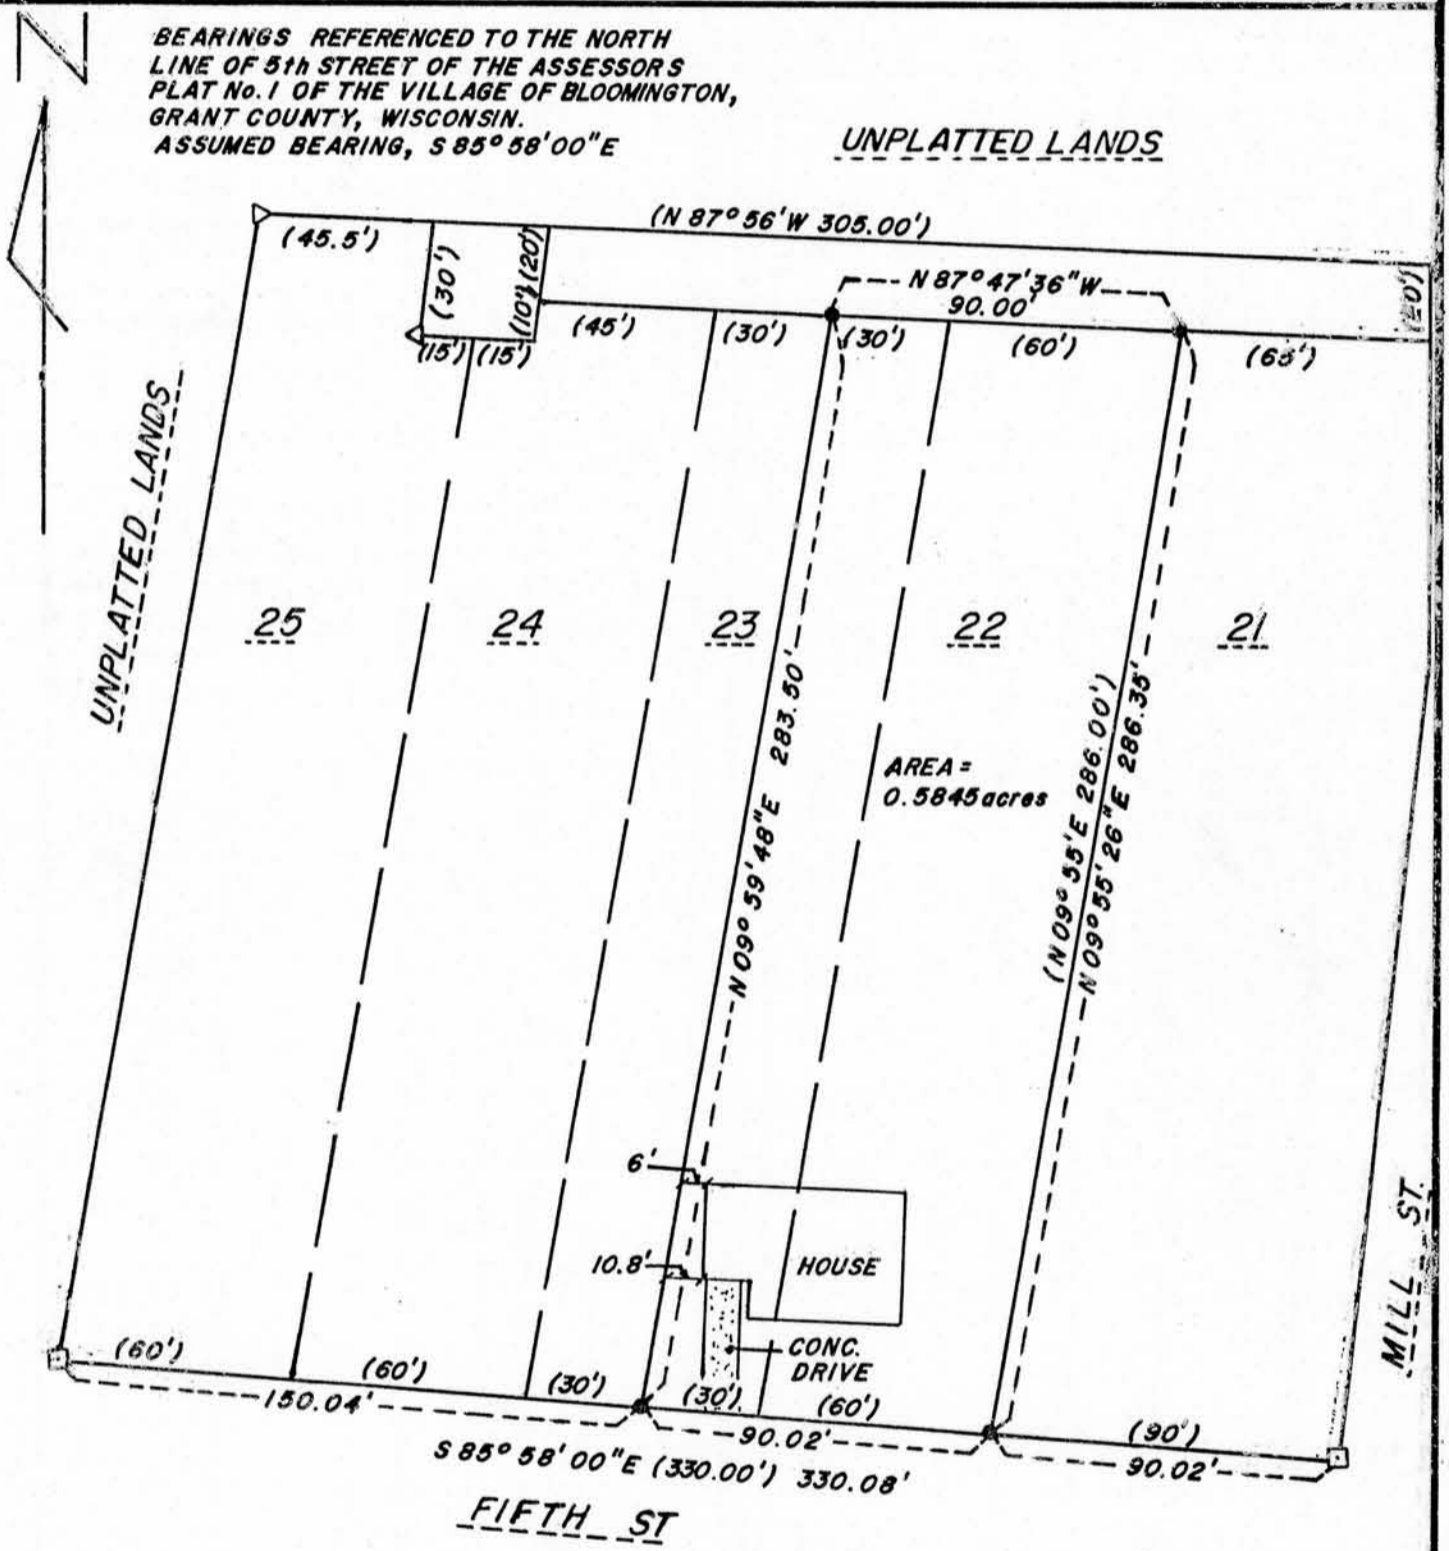 N
BEARINGS REFERENCED TO THE NORTH
LINE OF 5th STREET OF THE ASSESSORS
PLAT No. 1 OF THE VILLAGE OF BLOOMINGTON,
GRANT COUNTY, WISCONSIN.
ASSUMED BEARING, S 85° 58' 00" E
UNPLATTED LANDS
(N 87° 56' W 305.00')
(45.5')
(30')
(10')
(20')
N 87° 47' 36" W
90.00'
(15')
(15')
(45')
(30')
(30')
(60')
(65')
UNPLATTED LANDS
25
24
23
22
21
N 09° 59' 48" E 283.50'
AREA =
0.5845 acres
(N 09° 55' E 286.00')
N 09° 55' 26" E 286.35'
6'
10.8'
HOUSE
CONC.
DRIVE
MILL ST.
(60')
(60')
(30')
(30')
(60')
(90')
150.04'
90.02'
90.02'
S 85° 58' 00" E (330.00') 330.08'
FIFTH ST